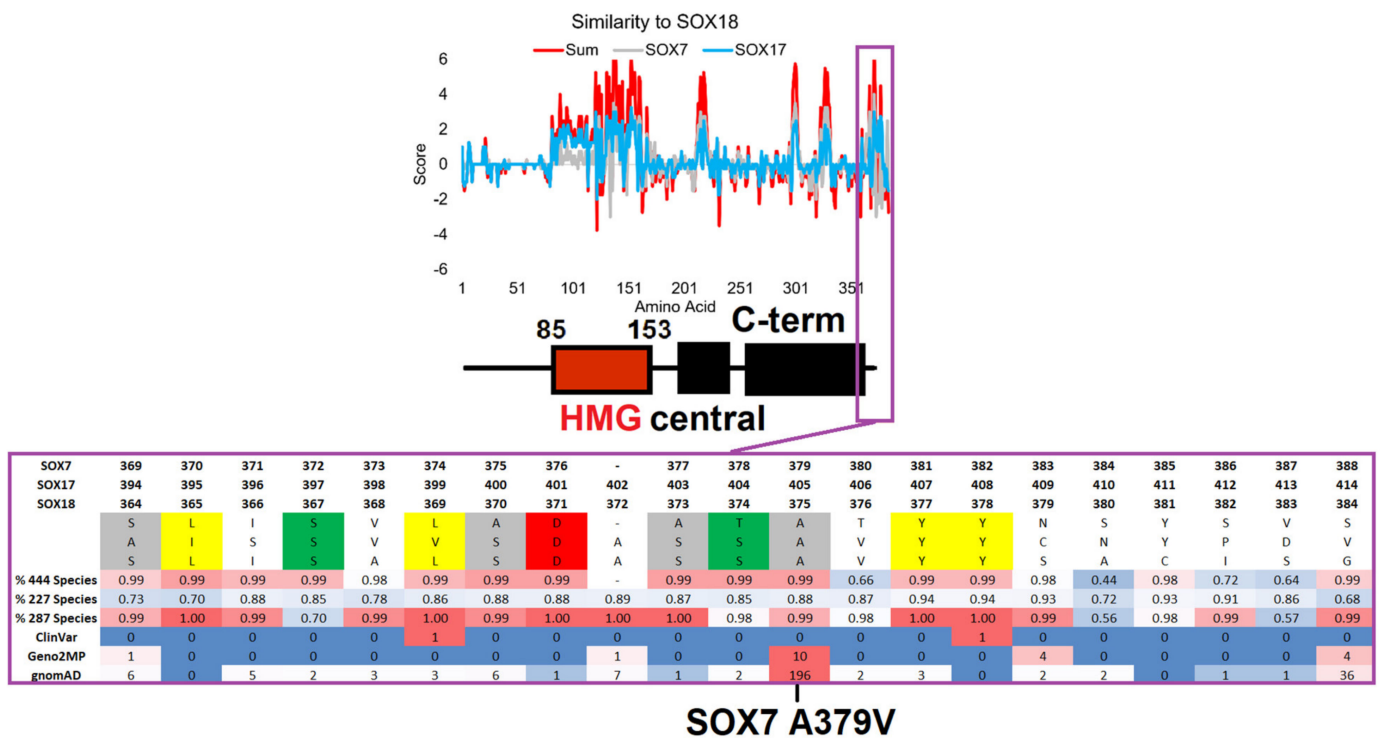 Similarity to SOX18
Sum SOX7 SOX17
6
4
2
0
-2
-4
-6
Score
1 51 101 151 201 251 301 351
Amino Acid
85 153 C-term
HMG central
SOX7 369 370 371 372 373 374 375 376 - 377 378 379 380 381 382 383 384 385 386 387 388
SOX17 394 395 396 397 398 399 400 401 402 403 404 405 406 407 408 409 410 411 412 413 414
SOX18 364 365 366 367 368 369 370 371 372 373 374 375 376 377 378 379 380 381 382 383 384
S L I S V L A D - A T A T Y Y N S Y S V S
A I S S V V S D A S S A V Y Y C N Y P D V
S L I S A L S D A S S A V Y Y S A C I S G
% 444 Species 0.99 0.99 0.99 0.99 0.98 0.99 0.99 0.99 - 0.99 0.99 0.99 0.66 0.99 0.99 0.98 0.44 0.98 0.72 0.64 0.99
% 227 Species 0.73 0.70 0.88 0.85 0.78 0.86 0.88 0.88 0.89 0.87 0.85 0.88 0.87 0.94 0.94 0.93 0.72 0.93 0.91 0.86 0.68
% 287 Species 0.99 1.00 0.99 0.70 0.99 1.00 0.99 1.00 1.00 1.00 0.98 0.99 0.98 1.00 1.00 0.99 0.56 0.98 0.99 0.57 0.99
ClinVar 0 0 0 0 0 1 0 0 0 0 0 0 0 0 1 0 0 0 0 0 0
Geno2MP 1 0 0 0 0 0 0 0 1 0 0 10 0 0 0 4 0 0 0 0 4
gnomAD 6 0 5 2 3 3 6 1 7 1 2 196 2 3 0 2 2 0 1 1 36
SOX7 A379V